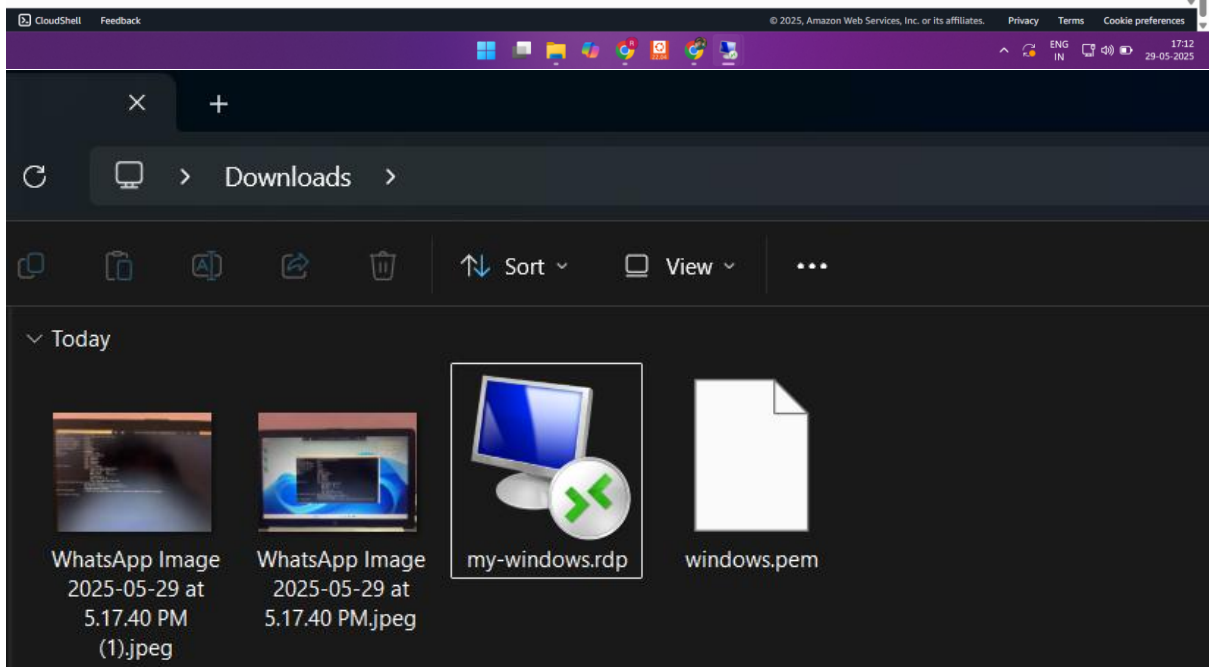 CloudShell Feedback © 2025, Amazon Web Services, Inc. or its affiliates. Privacy Terms Cookie preferences
ENG 17:12
IN 29-05-2025
Downloads
Sort View
Today
WhatsApp Image
2025-05-29 at
5.17.40 PM
(1).jpeg
WhatsApp Image
2025-05-29 at
5.17.40 PM.jpeg
my-windows.rdp
windows.pem